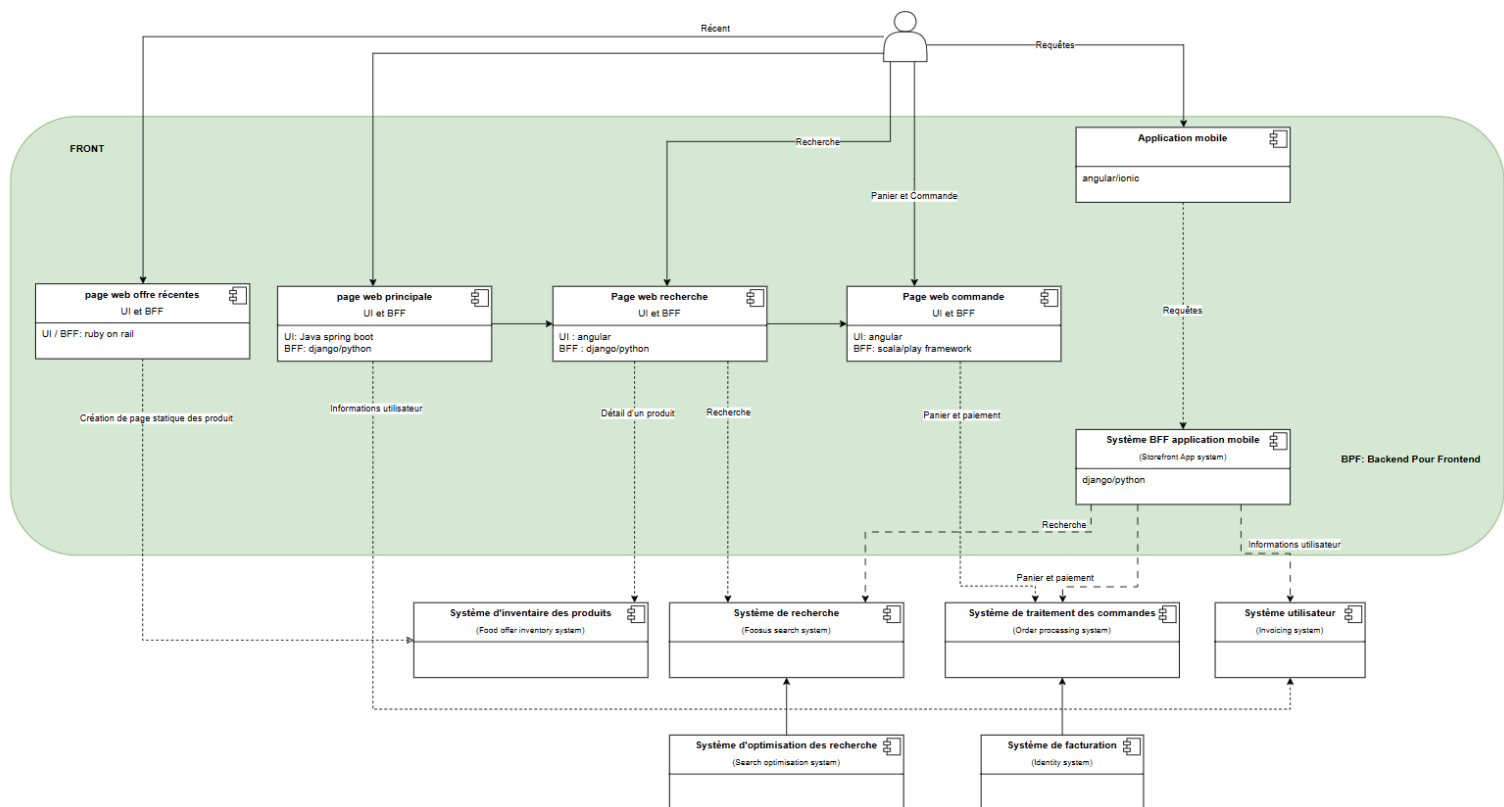 Récent
Requêtes
FRONT
Recherche
Panier et Commande
Application mobile
angular/ionic
page web offre récentes
UI et BFF
UI / BFF: ruby on rail
page web principale
UI et BFF
UI: Java spring boot
BFF: django/python
Page web recherche
UI et BFF
UI : angular
BFF : django/python
Page web commande
UI et BFF
UI: angular
BFF: scala/play framework
Requêtes
Création de page statique des produit
Informations utilisateur
Détail d'un produit
Recherche
Panier et paiement
Système BFF application mobile
(Storefront App system)
django/python
BPF: Backend Pour Frontend
Recherche
Informations utilisateur
Panier et paiement
Système d'inventaire des produits
(Food offer inventory system)
Système de recherche
(Foosus search system)
Système de traitement des commandes
(Order processing system)
Système utilisateur
(Invoicing system)
Système d'optimisation des recherche
(Search optimisation system)
Système de facturation
(Identity system)